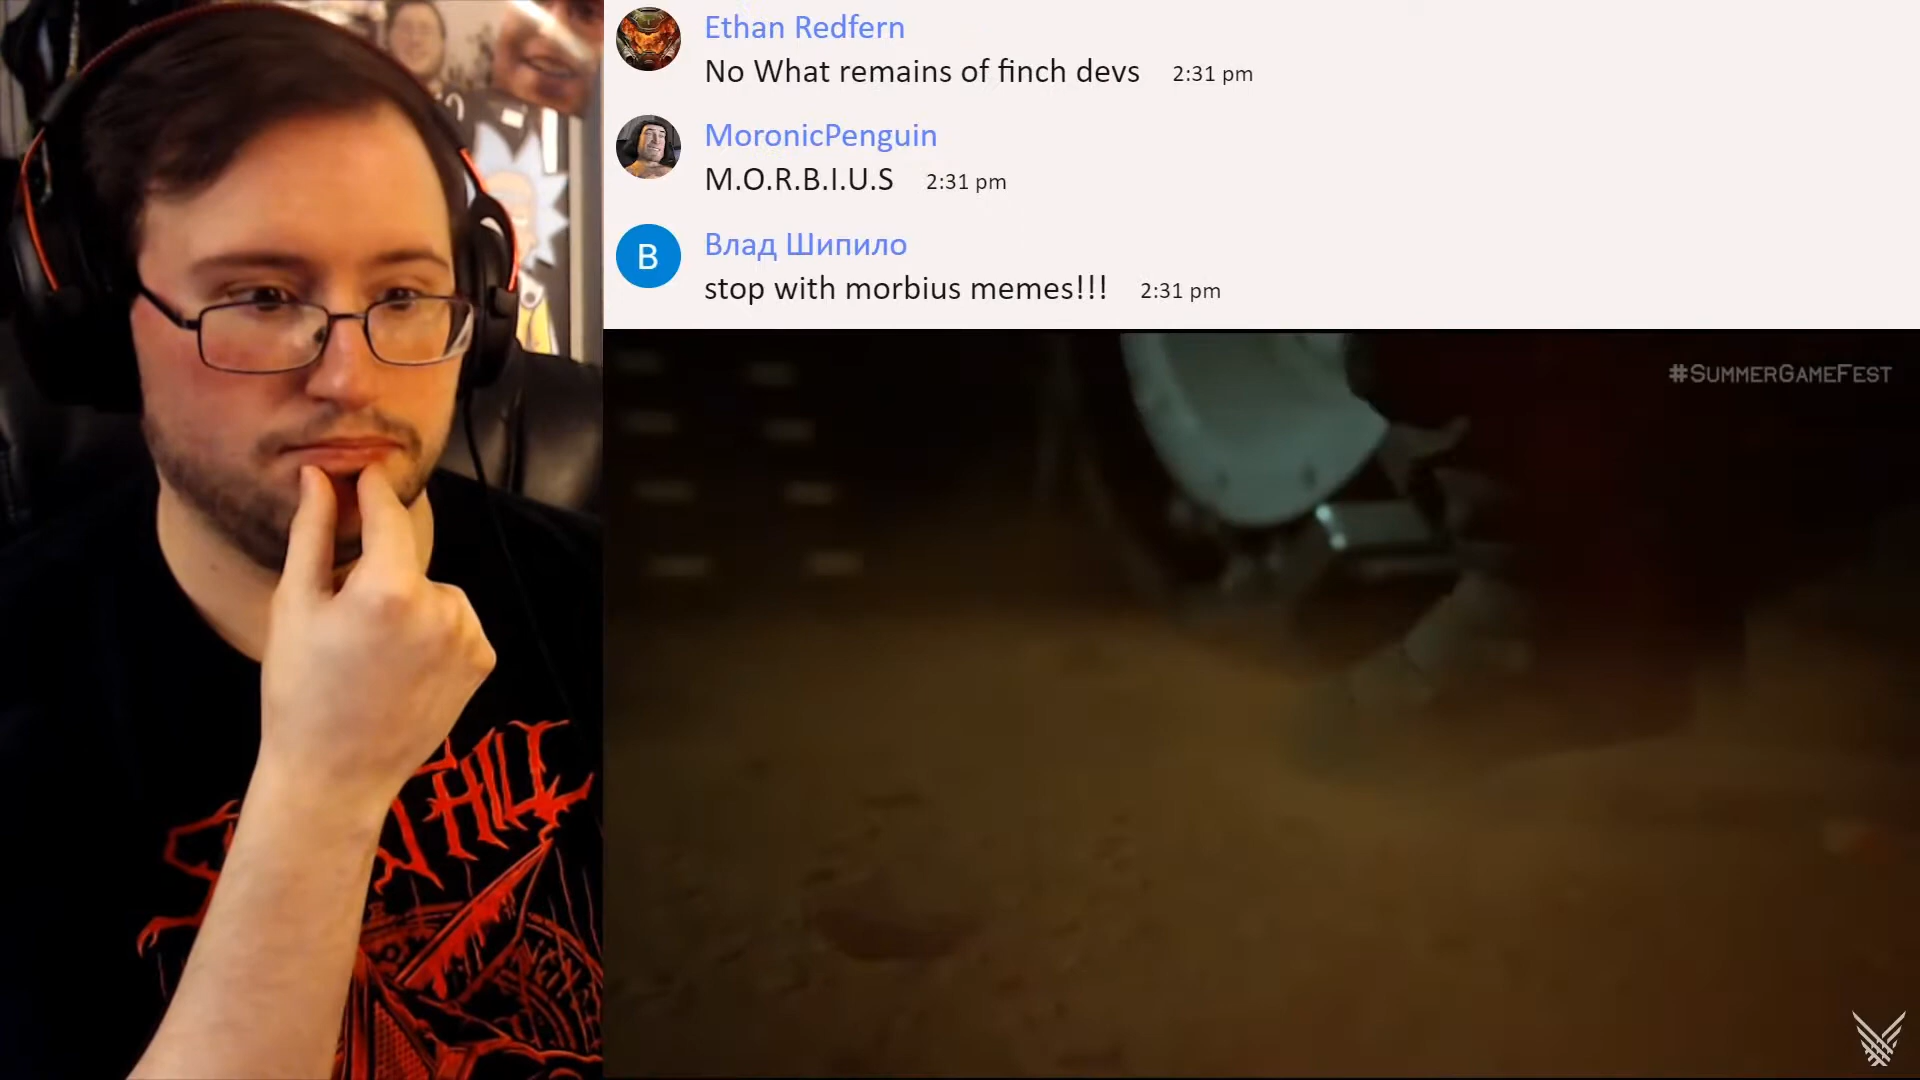 Ethan Redfern
No What remains of finch devs 2:31 pm
MoronicPenguin
M.O.R.B.I.U.S 2:31 pm
В
Влад Шипило
stop with morbius memes!!! 2:31 pm
#SUMMERGAMEFEST